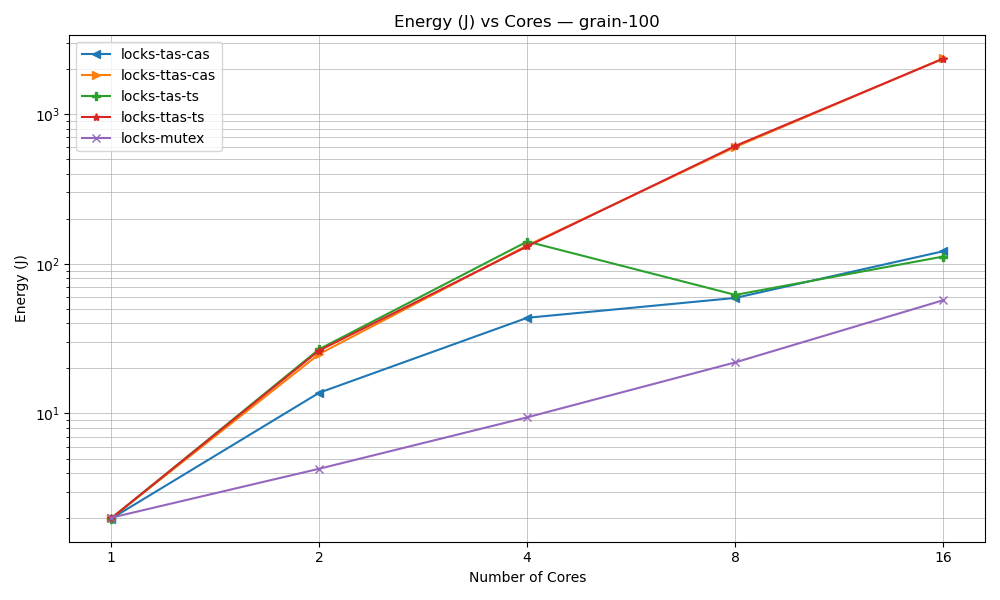 Energy (J) vs Cores — grain-100
locks-tas-cas
locks-ttas-cas
locks-tas-ts
locks-ttas-ts
locks-mutex
10³
10²
10¹
Energy (J)
1 2 4 8 16
Number of Cores